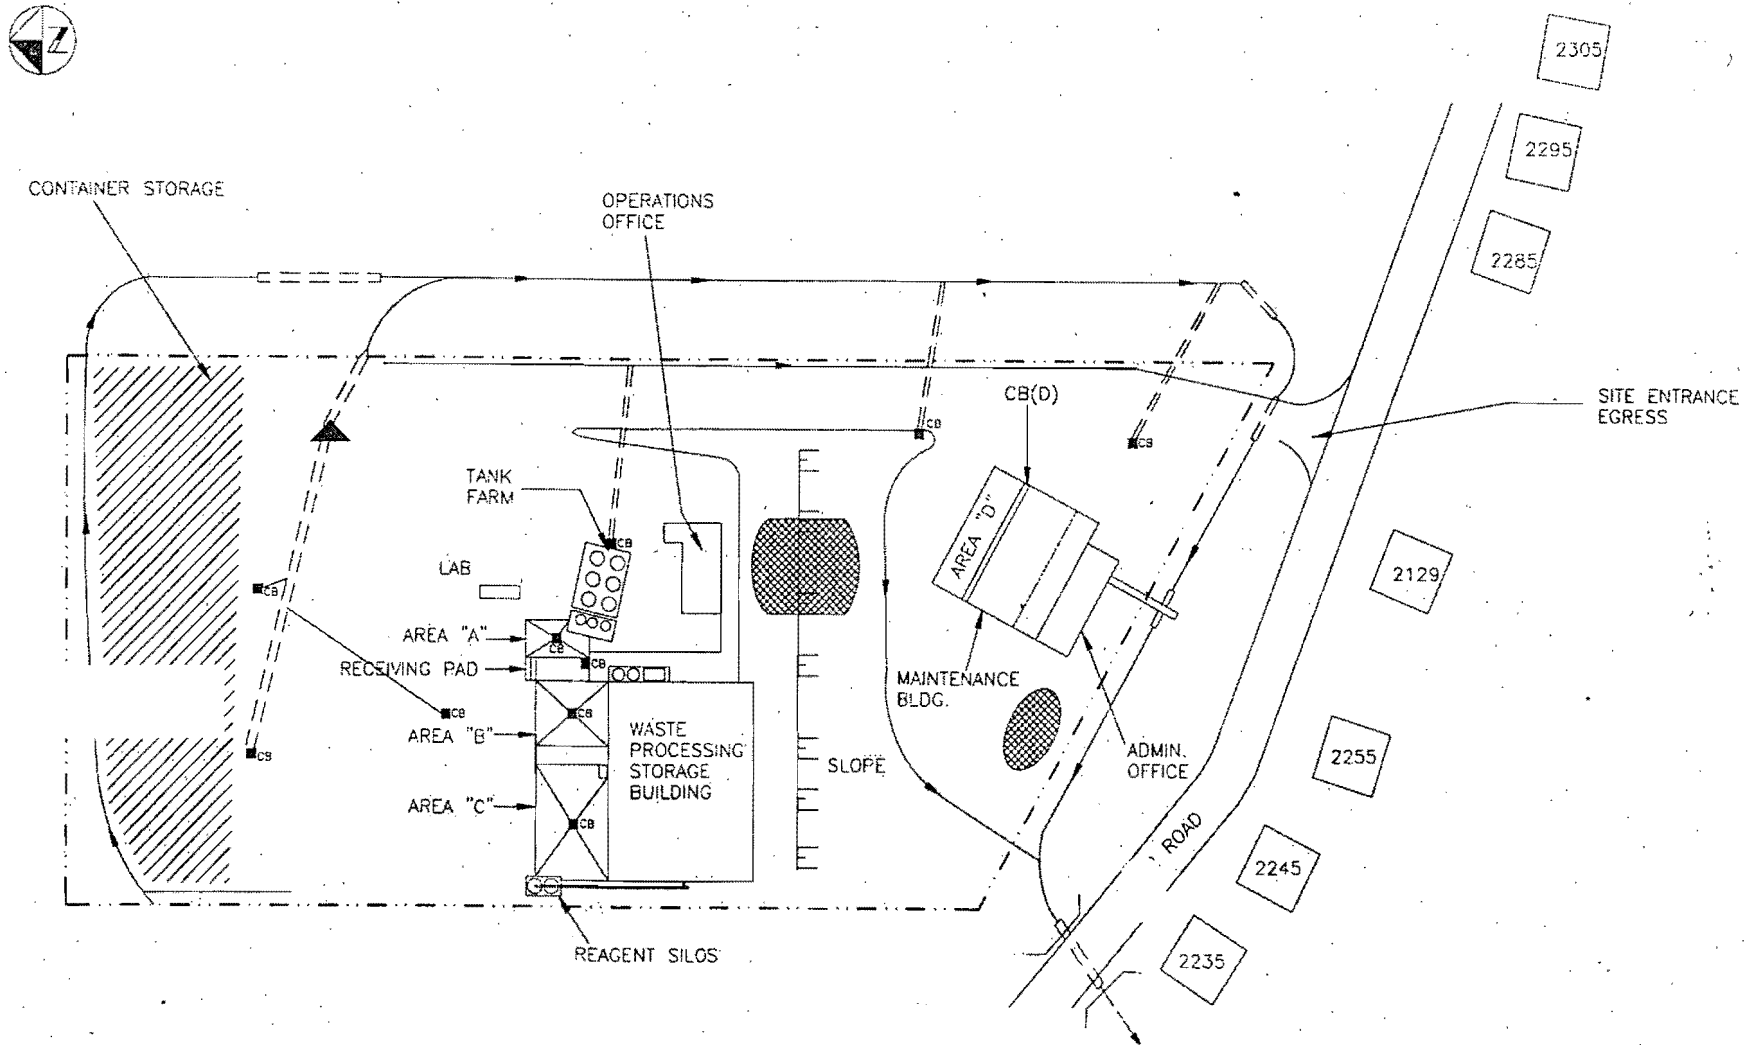 Z
2305
2295
2285
CONTAINER STORAGE
OPERATIONS
OFFICE
SITE ENTRANCE
EGRESS
CB(D)
CB
CB
TANK
FARM
CB
AREA "D"
LAB
2129
CB
AREA "A"
CB
RECEIVING PAD
CB
MAINTENANCE
BLDG.
CB
CB
AREA "B"
WASTE
PROCESSING
STORAGE
BUILDING
CB
SLOPE
ADMIN.
OFFICE
2255
AREA "C"
CB
ROAD
2245
REAGENT SILOS
2235